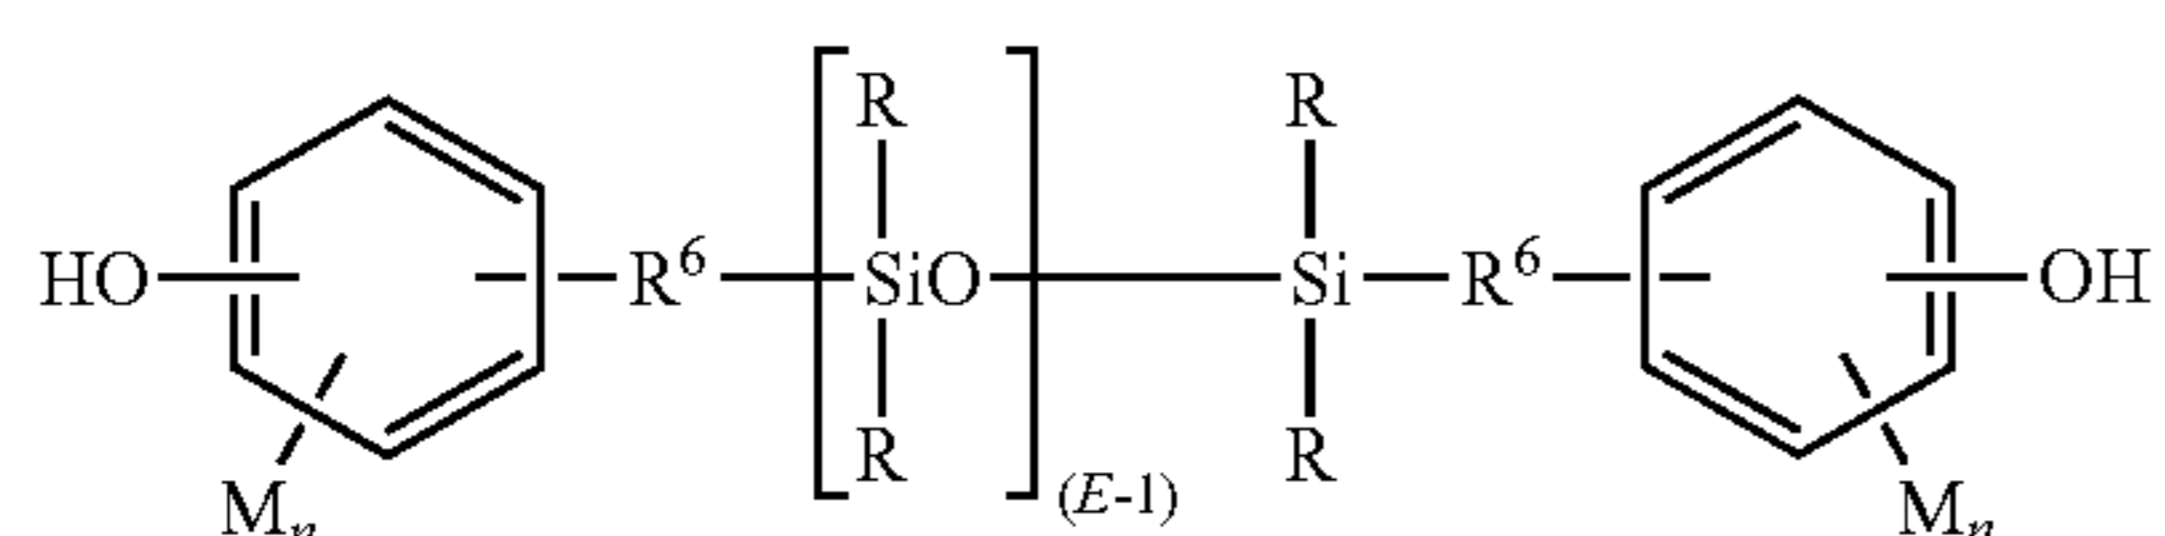 R R
HO R⁶ SiO Si R⁶ OH
R R
(E-1)
Mₙ Mₙ